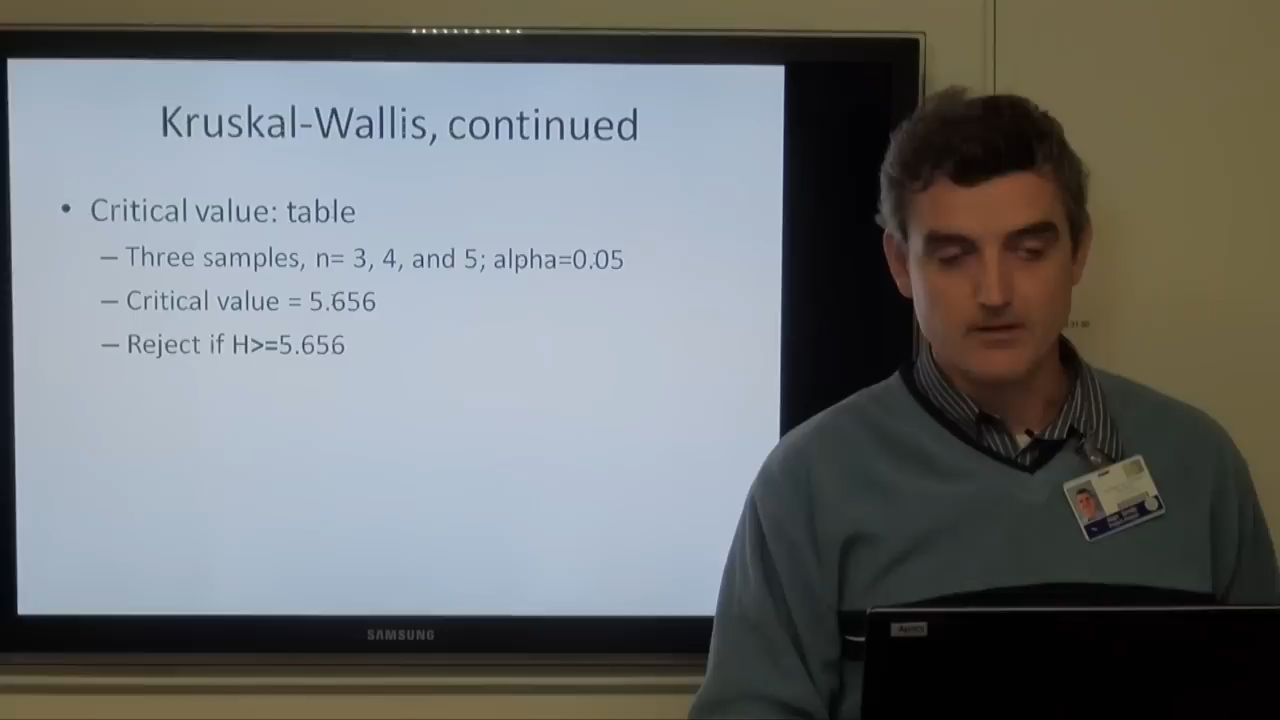 Kruskal-Wallis, continued
• Critical value: table
– Three samples, n= 3, 4, and 5; alpha=0.05
– Critical value = 5.656
– Reject if H>=5.656
SAMSUNG